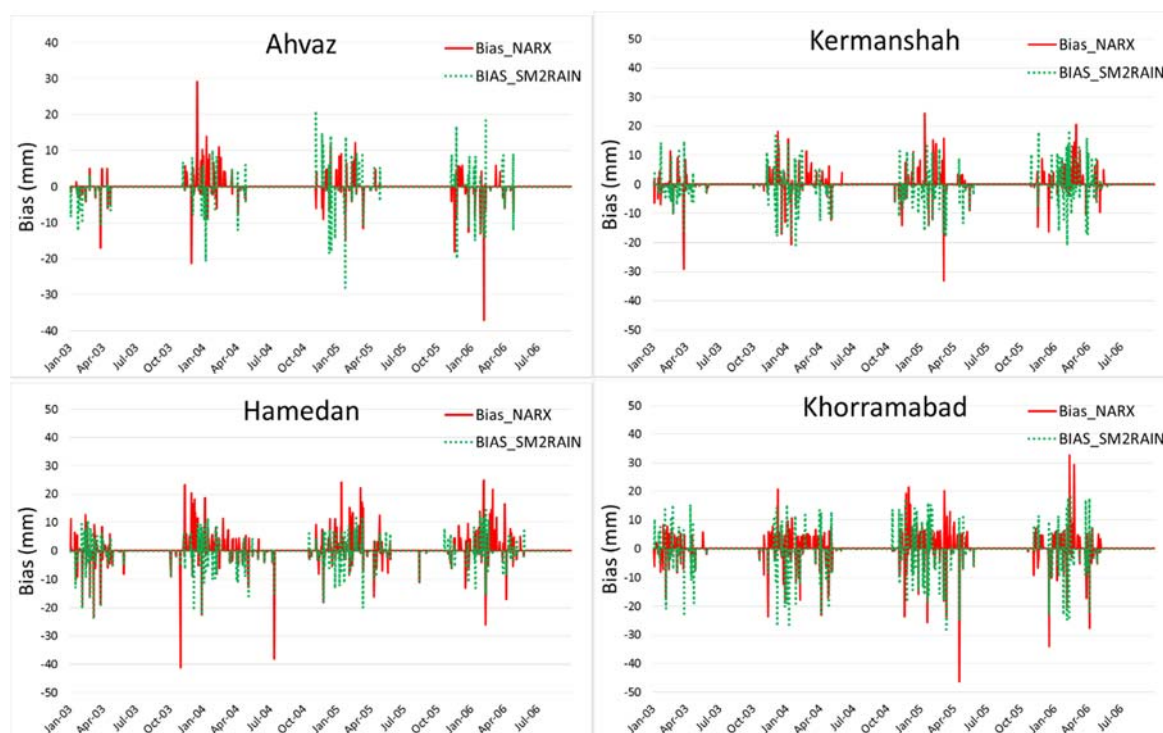 Ahvaz
Bias_NARX
BIAS_SM2RAIN
Bias (mm)
40
30
20
10
0
-10
-20
-30
-40
Jan-03 Apr-03 Jul-03 Oct-03 Jan-04 Apr-04 Jul-04 Oct-04 Jan-05 Apr-05 Jul-05 Oct-05 Jan-06 Apr-06 Jul-06
Kermanshah
Bias_NARX
BIAS_SM2RAIN
Bias (mm)
50
40
30
20
10
0
-10
-20
-30
-40
-50
Jan-03 Apr-03 Jul-03 Oct-03 Jan-04 Apr-04 Jul-04 Oct-04 Jan-05 Apr-05 Jul-05 Oct-05 Jan-06 Apr-06 Jul-06
Hamedan
Bias_NARX
BIAS_SM2RAIN
Bias (mm)
50
40
30
20
10
0
-10
-20
-30
-40
-50
Jan-03 Apr-03 Jul-03 Oct-03 Jan-04 Apr-04 Jul-04 Oct-04 Jan-05 Apr-05 Jul-05 Oct-05 Jan-06 Apr-06 Jul-06
Khorramabad
Bias_NARX
BIAS_SM2RAIN
Bias (mm)
50
40
30
20
10
0
-10
-20
-30
-40
-50
Jan-03 Apr-03 Jul-03 Oct-03 Jan-04 Apr-04 Jul-04 Oct-04 Jan-05 Apr-05 Jul-05 Oct-05 Jan-06 Apr-06 Jul-06